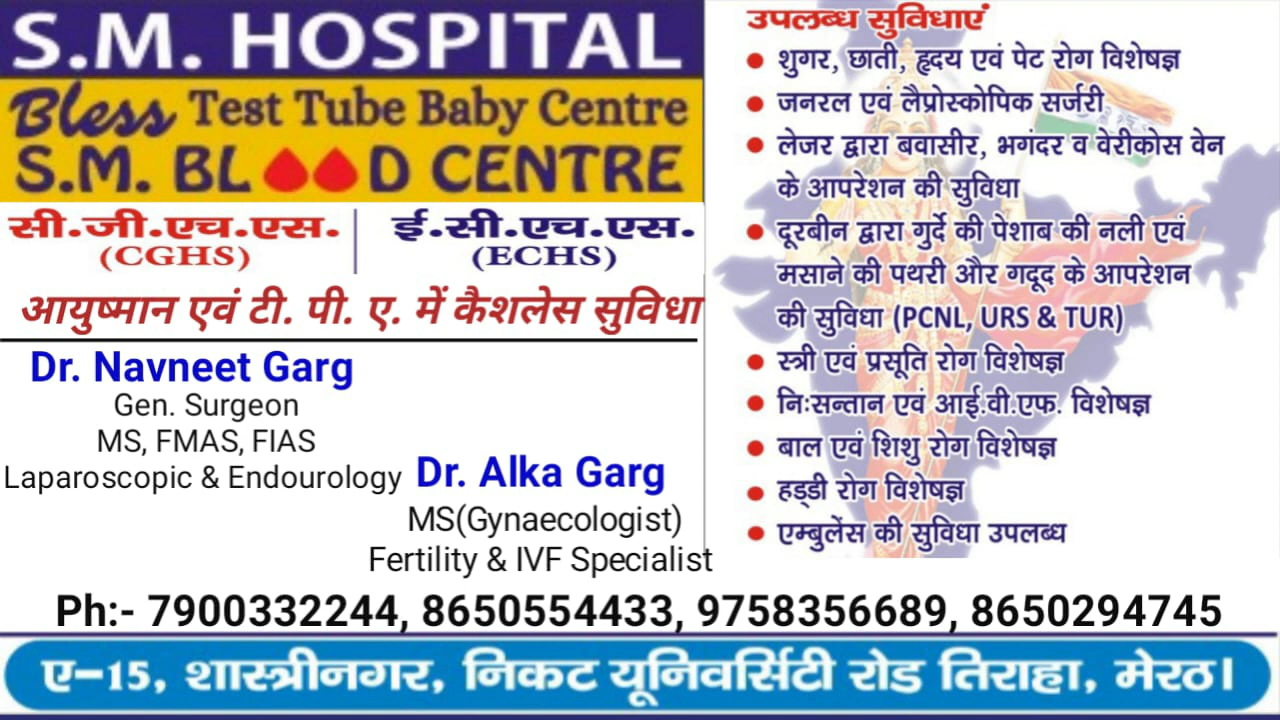 S.M. HOSPITAL
Bless Test Tube Baby Centre
S.M. BLOOD CENTRE
सी.जी.एच.एस. ई.सी.एच.एस.
(CGHS) (ECHS)
आयुष्मान एवं टी. पी. ए. में कैशलेस सुविधा
Dr. Navneet Garg
Gen. Surgeon
MS, FMAS, FIAS
Laparoscopic & Endourology
Dr. Alka Garg
MS(Gynaecologist)
Fertility & IVF Specialist
उपलब्ध सुविधाएं
• शुगर, छाती, हृदय एवं पेट रोग विशेषज्ञ
• जनरल एवं लैप्रोस्कोपिक सर्जरी
• लेजर द्वारा बवासीर, भगंदर व वेरीकोस वेन
के आपरेशन की सुविधा
• दूरबीन द्वारा गुर्दे की पेशाब की नली एवं
मसाने की पथरी और गदूद के आपरेशन
की सुविधा (PCNL, URS & TUR)
• स्त्री एवं प्रसूति रोग विशेषज्ञ
• निःसन्तान एवं आई.वी.एफ. विशेषज्ञ
• बाल एवं शिशु रोग विशेषज्ञ
• हड्डी रोग विशेषज्ञ
• एम्बुलेंस की सुविधा उपलब्ध
Ph:- 7900332244, 8650554433, 9758356689, 8650294745
ए-15, शास्त्रीनगर, निकट यूनिवर्सिटी रोड तिराहा, मेरठ।